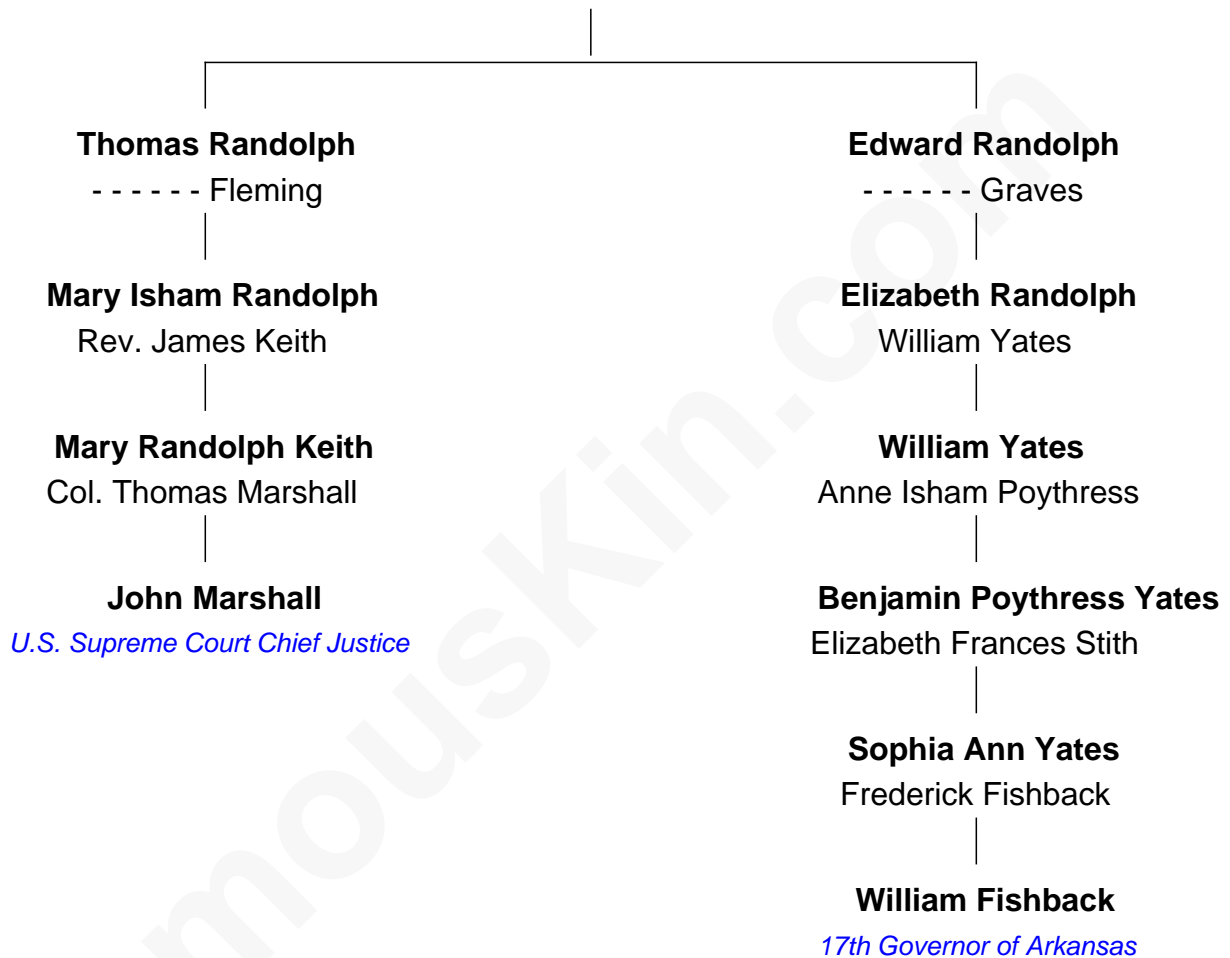 Thomas Randolph
- - - - - - Fleming
Mary Isham Randolph
Rev. James Keith
Mary Randolph Keith
Col. Thomas Marshall
John Marshall
U.S. Supreme Court Chief Justice
Edward Randolph
- - - - - - Graves
Elizabeth Randolph
William Yates
William Yates
Anne Isham Poythress
Benjamin Poythress Yates
Elizabeth Frances Stith
Sophia Ann Yates
Frederick Fishback
William Fishback
17th Governor of Arkansas
mouskin.com